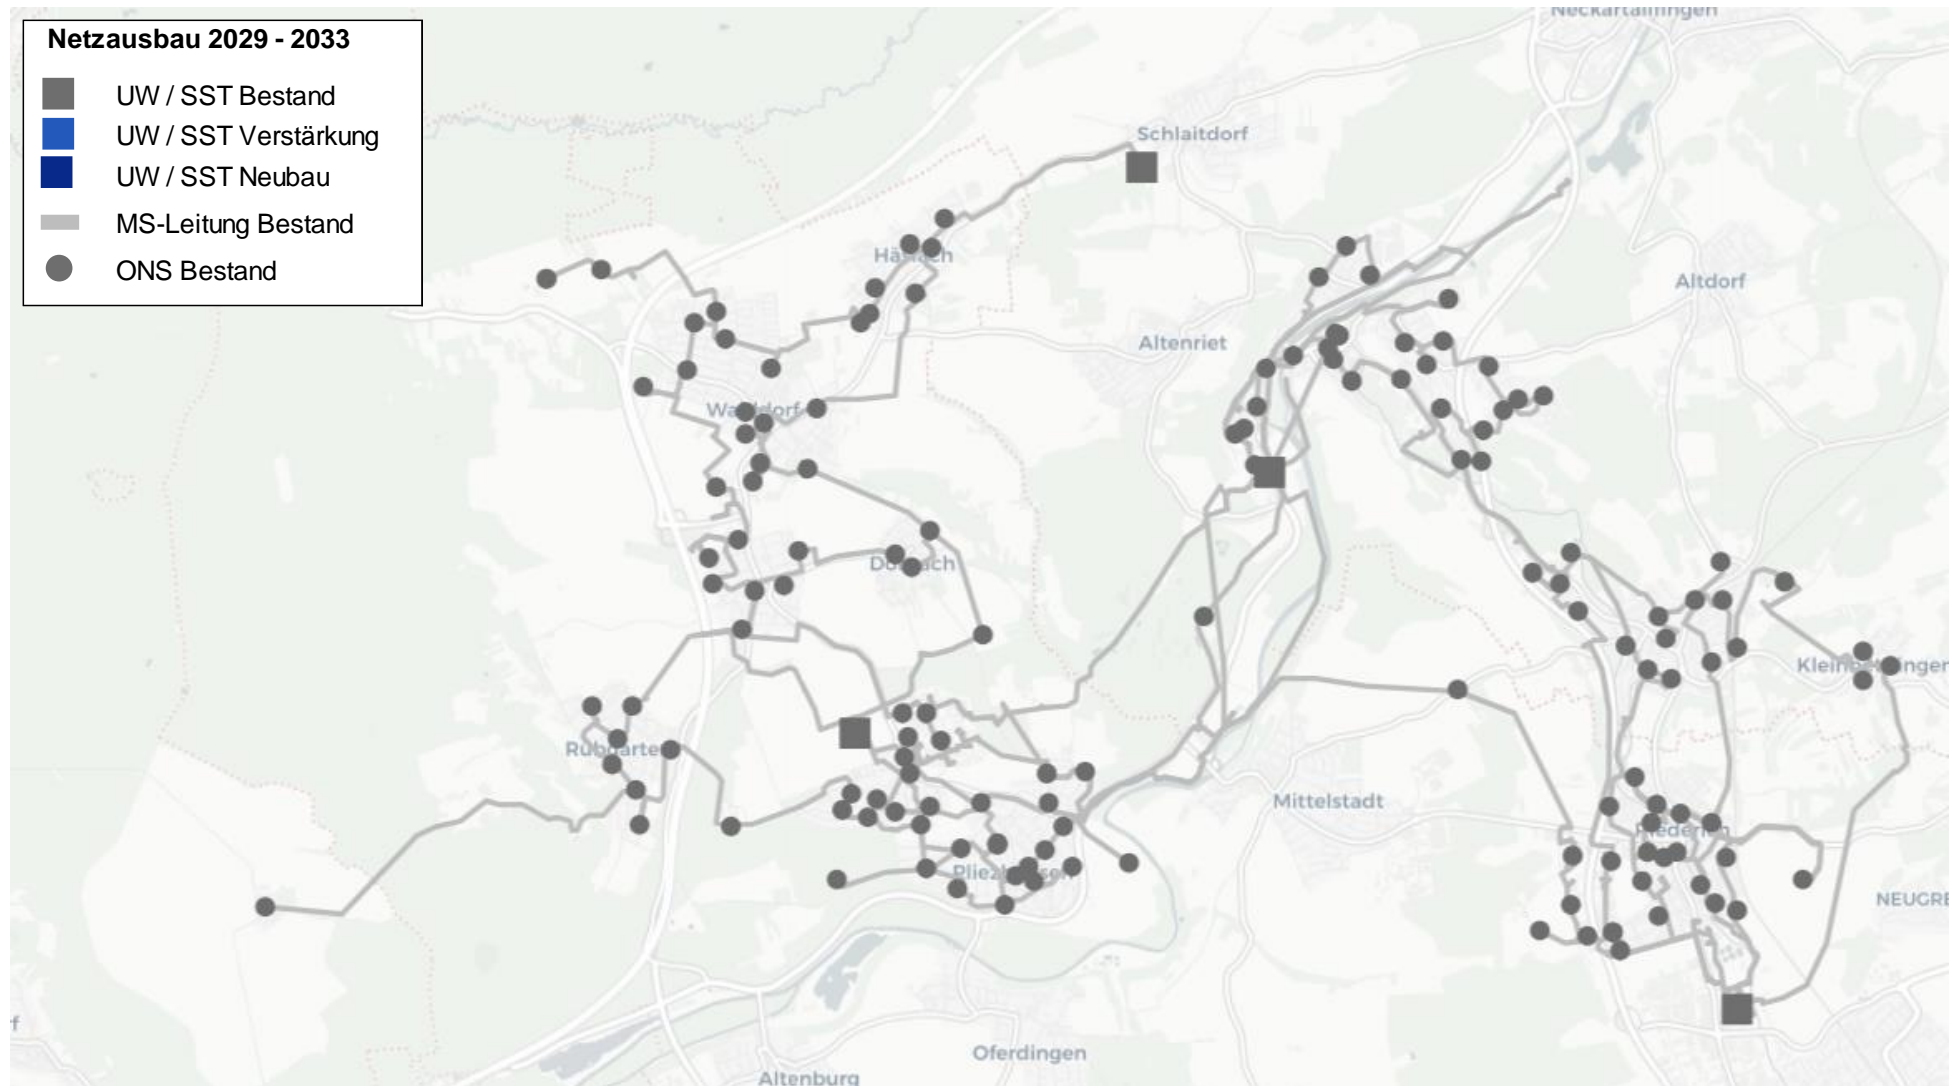 Netzausbau 2029 - 2033
UW / SST Bestand
UW / SST Verstärkung
UW / SST Neubau
MS-Leitung Bestand
ONS Bestand
Neckartailfingen
Schlaitdorf
Altdorf
Altenriet
Mittelstadt
NEUGRE
Oferdingen
Altenburg
f